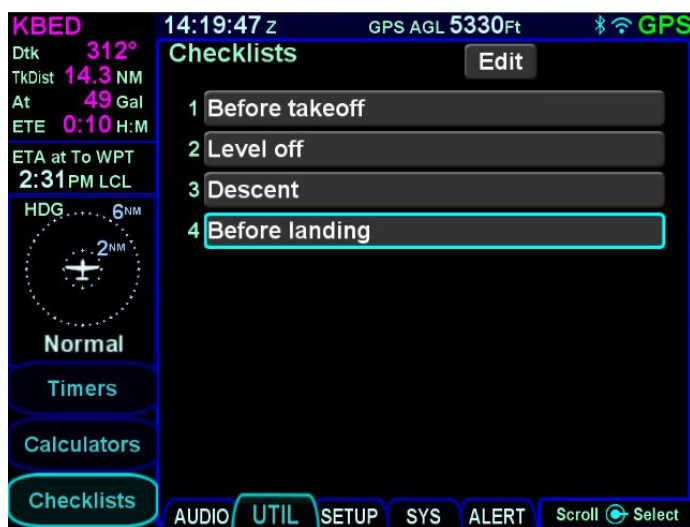 KBED
14:19:47 Z GPS AGL 5330Ft GPS
Dtk 312°
TkDist 14.3 NM
At 49 Gal
ETE 0:10 H:M
ETA at To WPT
2:31 PM LCL
HDG 6NM
2NM
Normal
Timers
Calculators
Checklists
Checklists Edit
1 Before takeoff
2 Level off
3 Descent
4 Before landing
AUDIO UTIL SETUP SYS ALERT Scroll Select